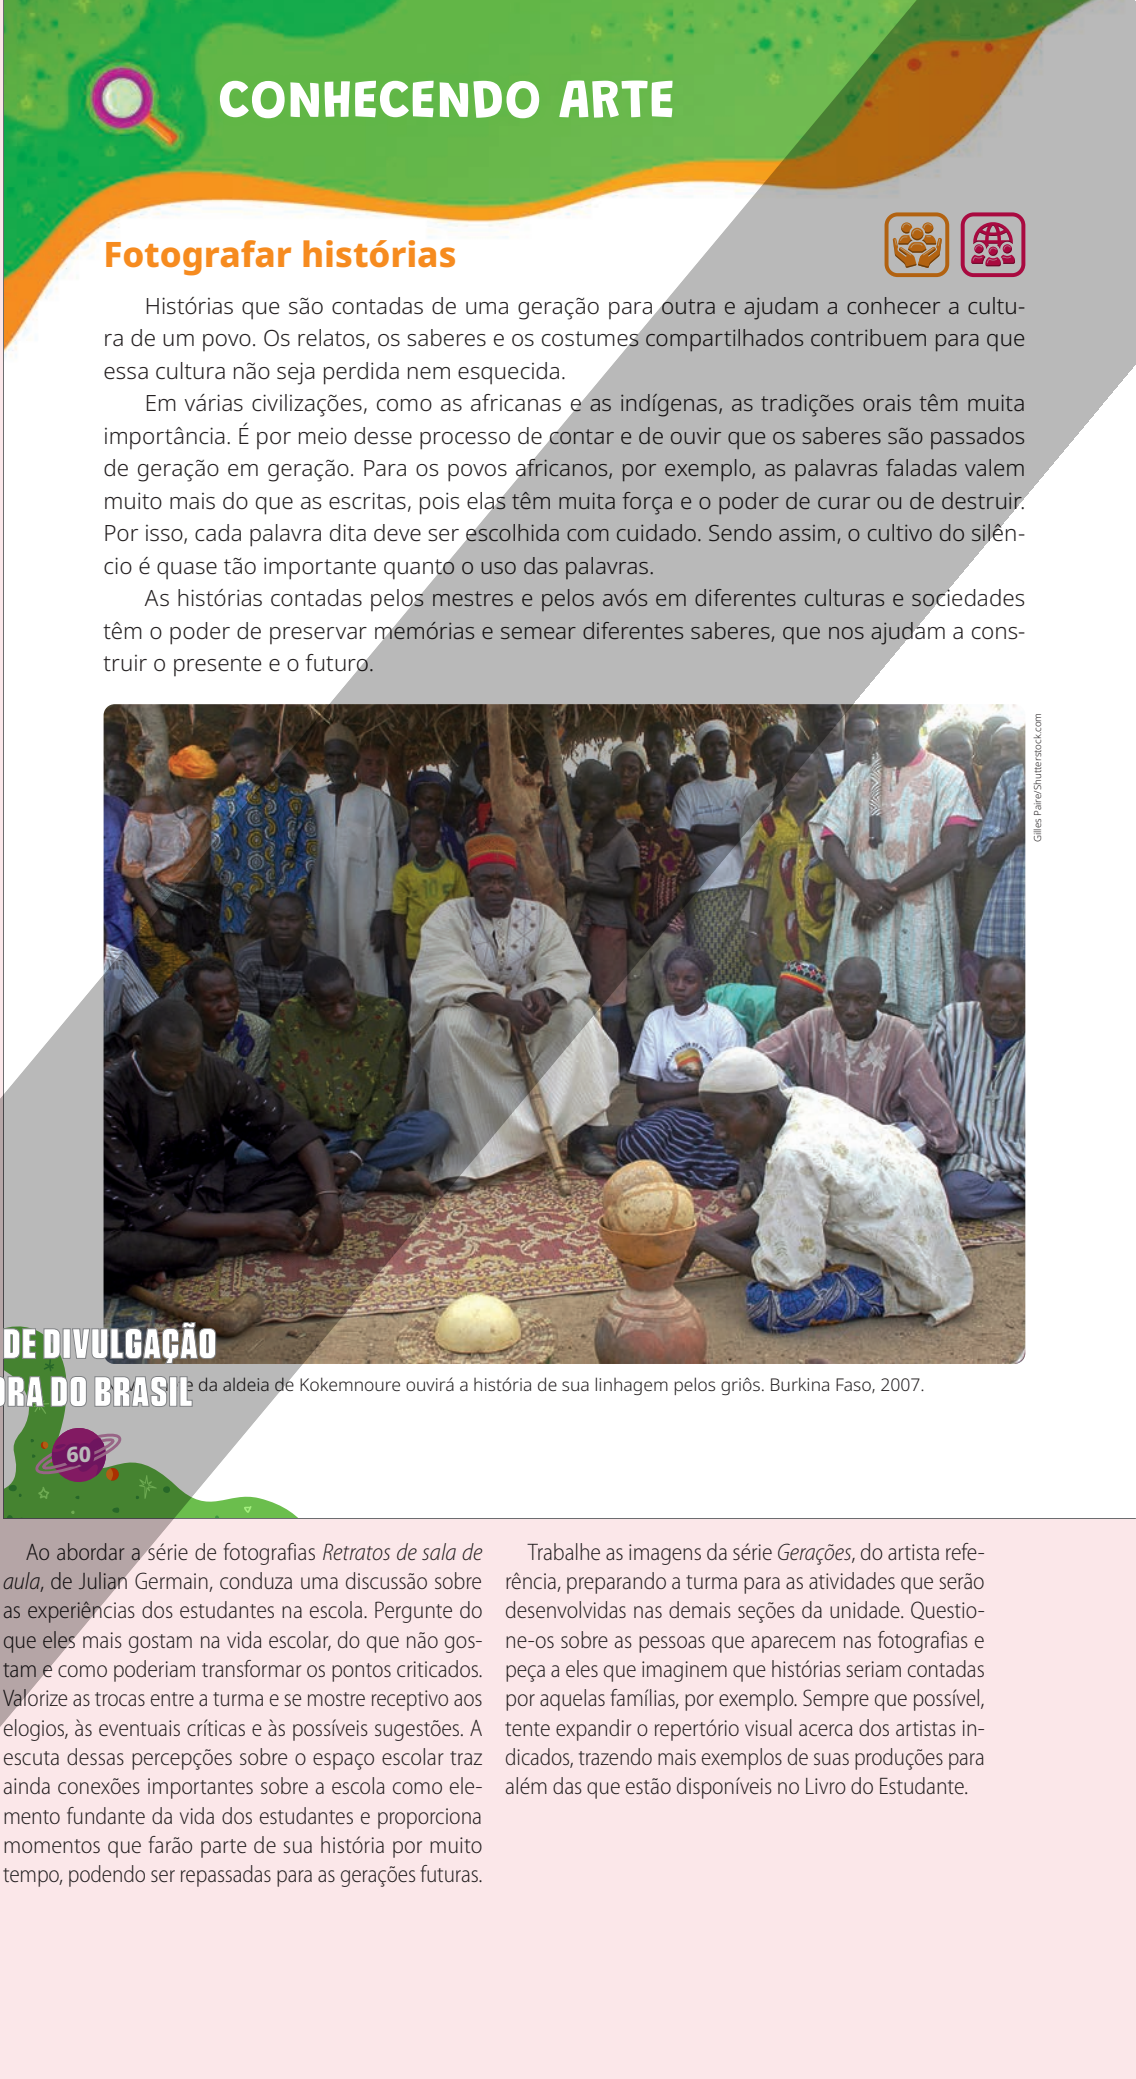 CONHECENDO ARTE
Fotografar histórias
Histórias que são contadas de uma geração para outra e ajudam a conhecer a cultu-
ra de um povo. Os relatos, os saberes e os costumes compartilhados contribuem para que
essa cultura não seja perdida nem esquecida.
Em várias civilizações, como as africanas e as indígenas, as tradições orais têm muita
importância. É por meio desse processo de contar e de ouvir que os saberes são passados
de geração em geração. Para os povos africanos, por exemplo, as palavras faladas valem
muito mais do que as escritas, pois elas têm muita força e o poder de curar ou de destruir.
Por isso, cada palavra dita deve ser escolhida com cuidado. Sendo assim, o cultivo do silên-
cio é quase tão importante quanto o uso das palavras.
As histórias contadas pelos mestres e pelos avós em diferentes culturas e sociedades
têm o poder de preservar memórias e semear diferentes saberes, que nos ajudam a cons-
truir o presente e o futuro.
Gilles Paire/Shutterstock.com
10
DE DIVULGAÇÃO
DO BRASIL
da aldeia de Kokemnoure ouvirá a história de sua linhagem pelos griôs. Burkina Faso, 2007.
60
Ao abordar a série de fotografias Retratos de sala de
aula, de Julian Germain, conduza uma discussão sobre
as experiências dos estudantes na escola. Pergunte do
que eles mais gostam na vida escolar, do que não gos-
tam e como poderiam transformar os pontos criticados.
Valorize as trocas entre a turma e se mostre receptivo aos
elogios, às eventuais críticas e às possíveis sugestões. A
escuta dessas percepções sobre o espaço escolar traz
ainda conexões importantes sobre a escola como ele-
mento fundante da vida dos estudantes e proporciona
momentos que farão parte de sua história por muito
tempo, podendo ser repassadas para as gerações futuras.
Trabalhe as imagens da série Gerações, do artista refe-
rência, preparando a turma para as atividades que serão
desenvolvidas nas demais seções da unidade. Questio-
ne-os sobre as pessoas que aparecem nas fotografias e
peça a eles que imaginem que histórias seriam contadas
por aquelas famílias, por exemplo. Sempre que possível,
tente expandir o repertório visual acerca dos artistas in-
dicados, trazendo mais exemplos de suas produções para
além das que estão disponíveis no Livro do Estudante.